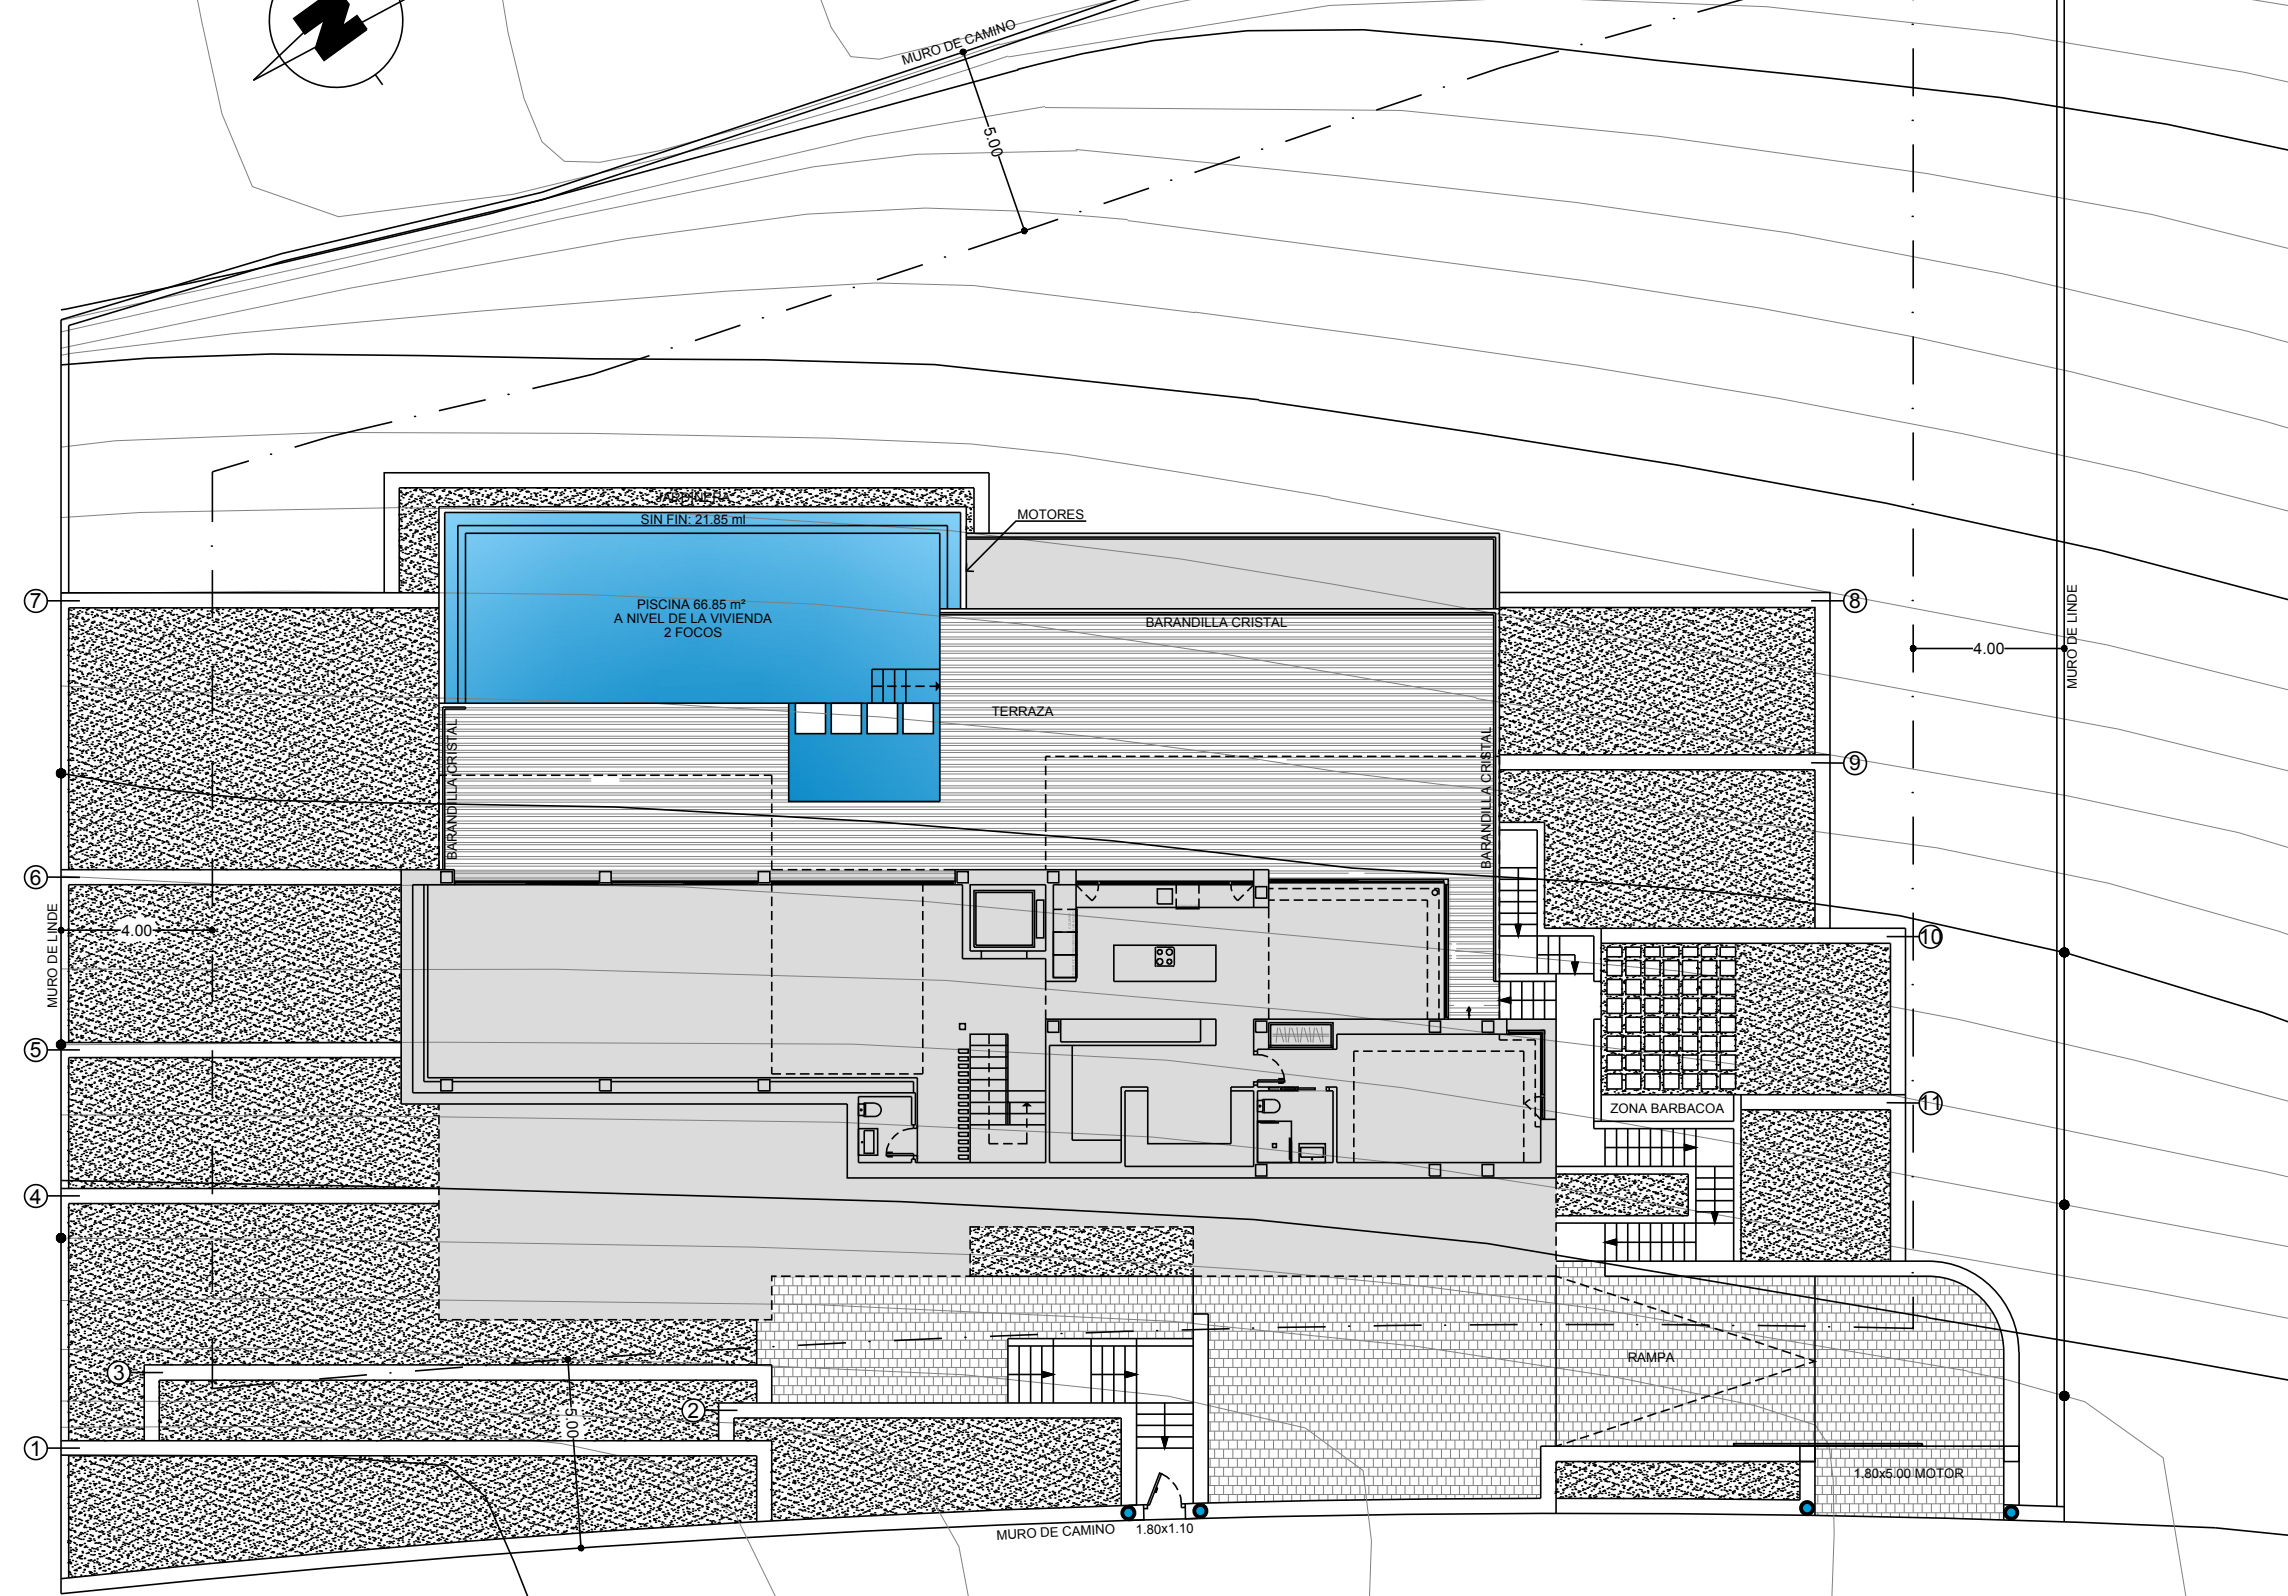 MURO DE CAMINO
5.00
JARDINERA
SIN FIN: 21.85 ml
MOTORES
PISCINA 66.85 m²
A NIVEL DE LA VIVIENDA
2 FOCOS
BARANDILLA CRISTAL
7
8
4.00
MURO DE LINDE
TERRAZA
BARANDILLA CRISTAL
BARANDILLA CRISTAL
9
6
MURO DE LINDE
4.00
10
5
ZONA BARBACOA
11
4
RAMPA
3
2
5.00
1
1.80x5.00 MOTOR
MURO DE CAMINO
1.80x1.10